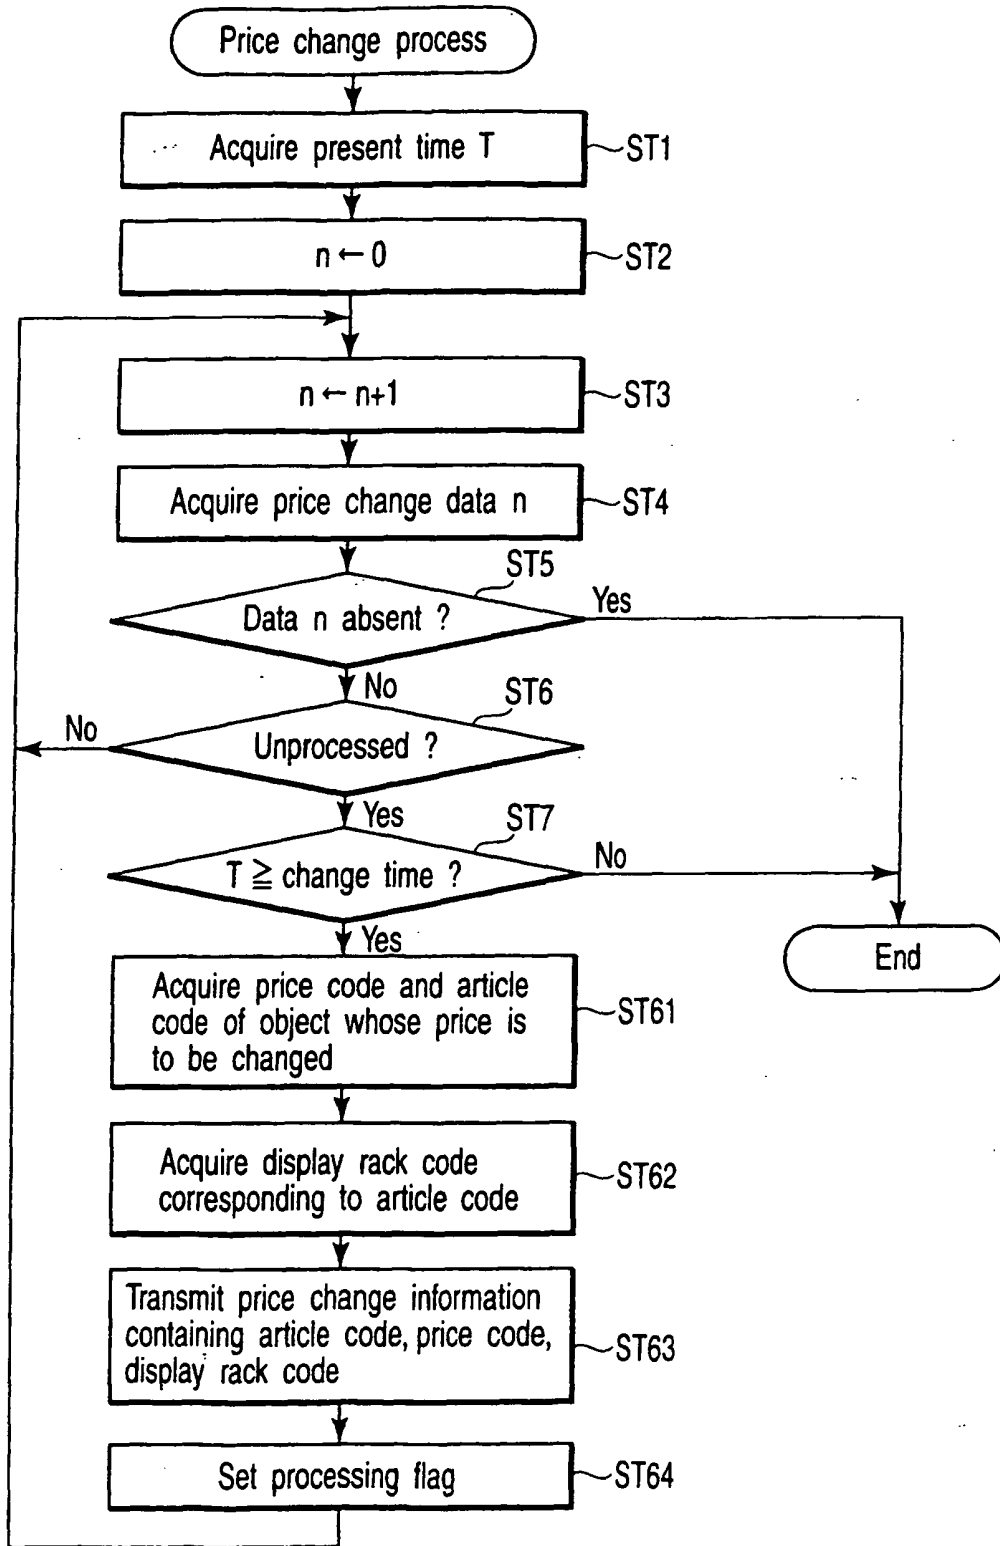 Price change process
Acquire present time T
ST1
n ← 0
ST2
n ← n+1
ST3
Acquire price change data n
ST4
ST5
Data n absent ?
Yes
No
ST6
No
Unprocessed ?
Yes
ST7
T ≧ change time ?
No
Yes
End
Acquire price code and article
code of object whose price is
to be changed
ST61
Acquire display rack code
corresponding to article code
ST62
Transmit price change information
containing article code, price code,
display rack code
ST63
Set processing flag
ST64